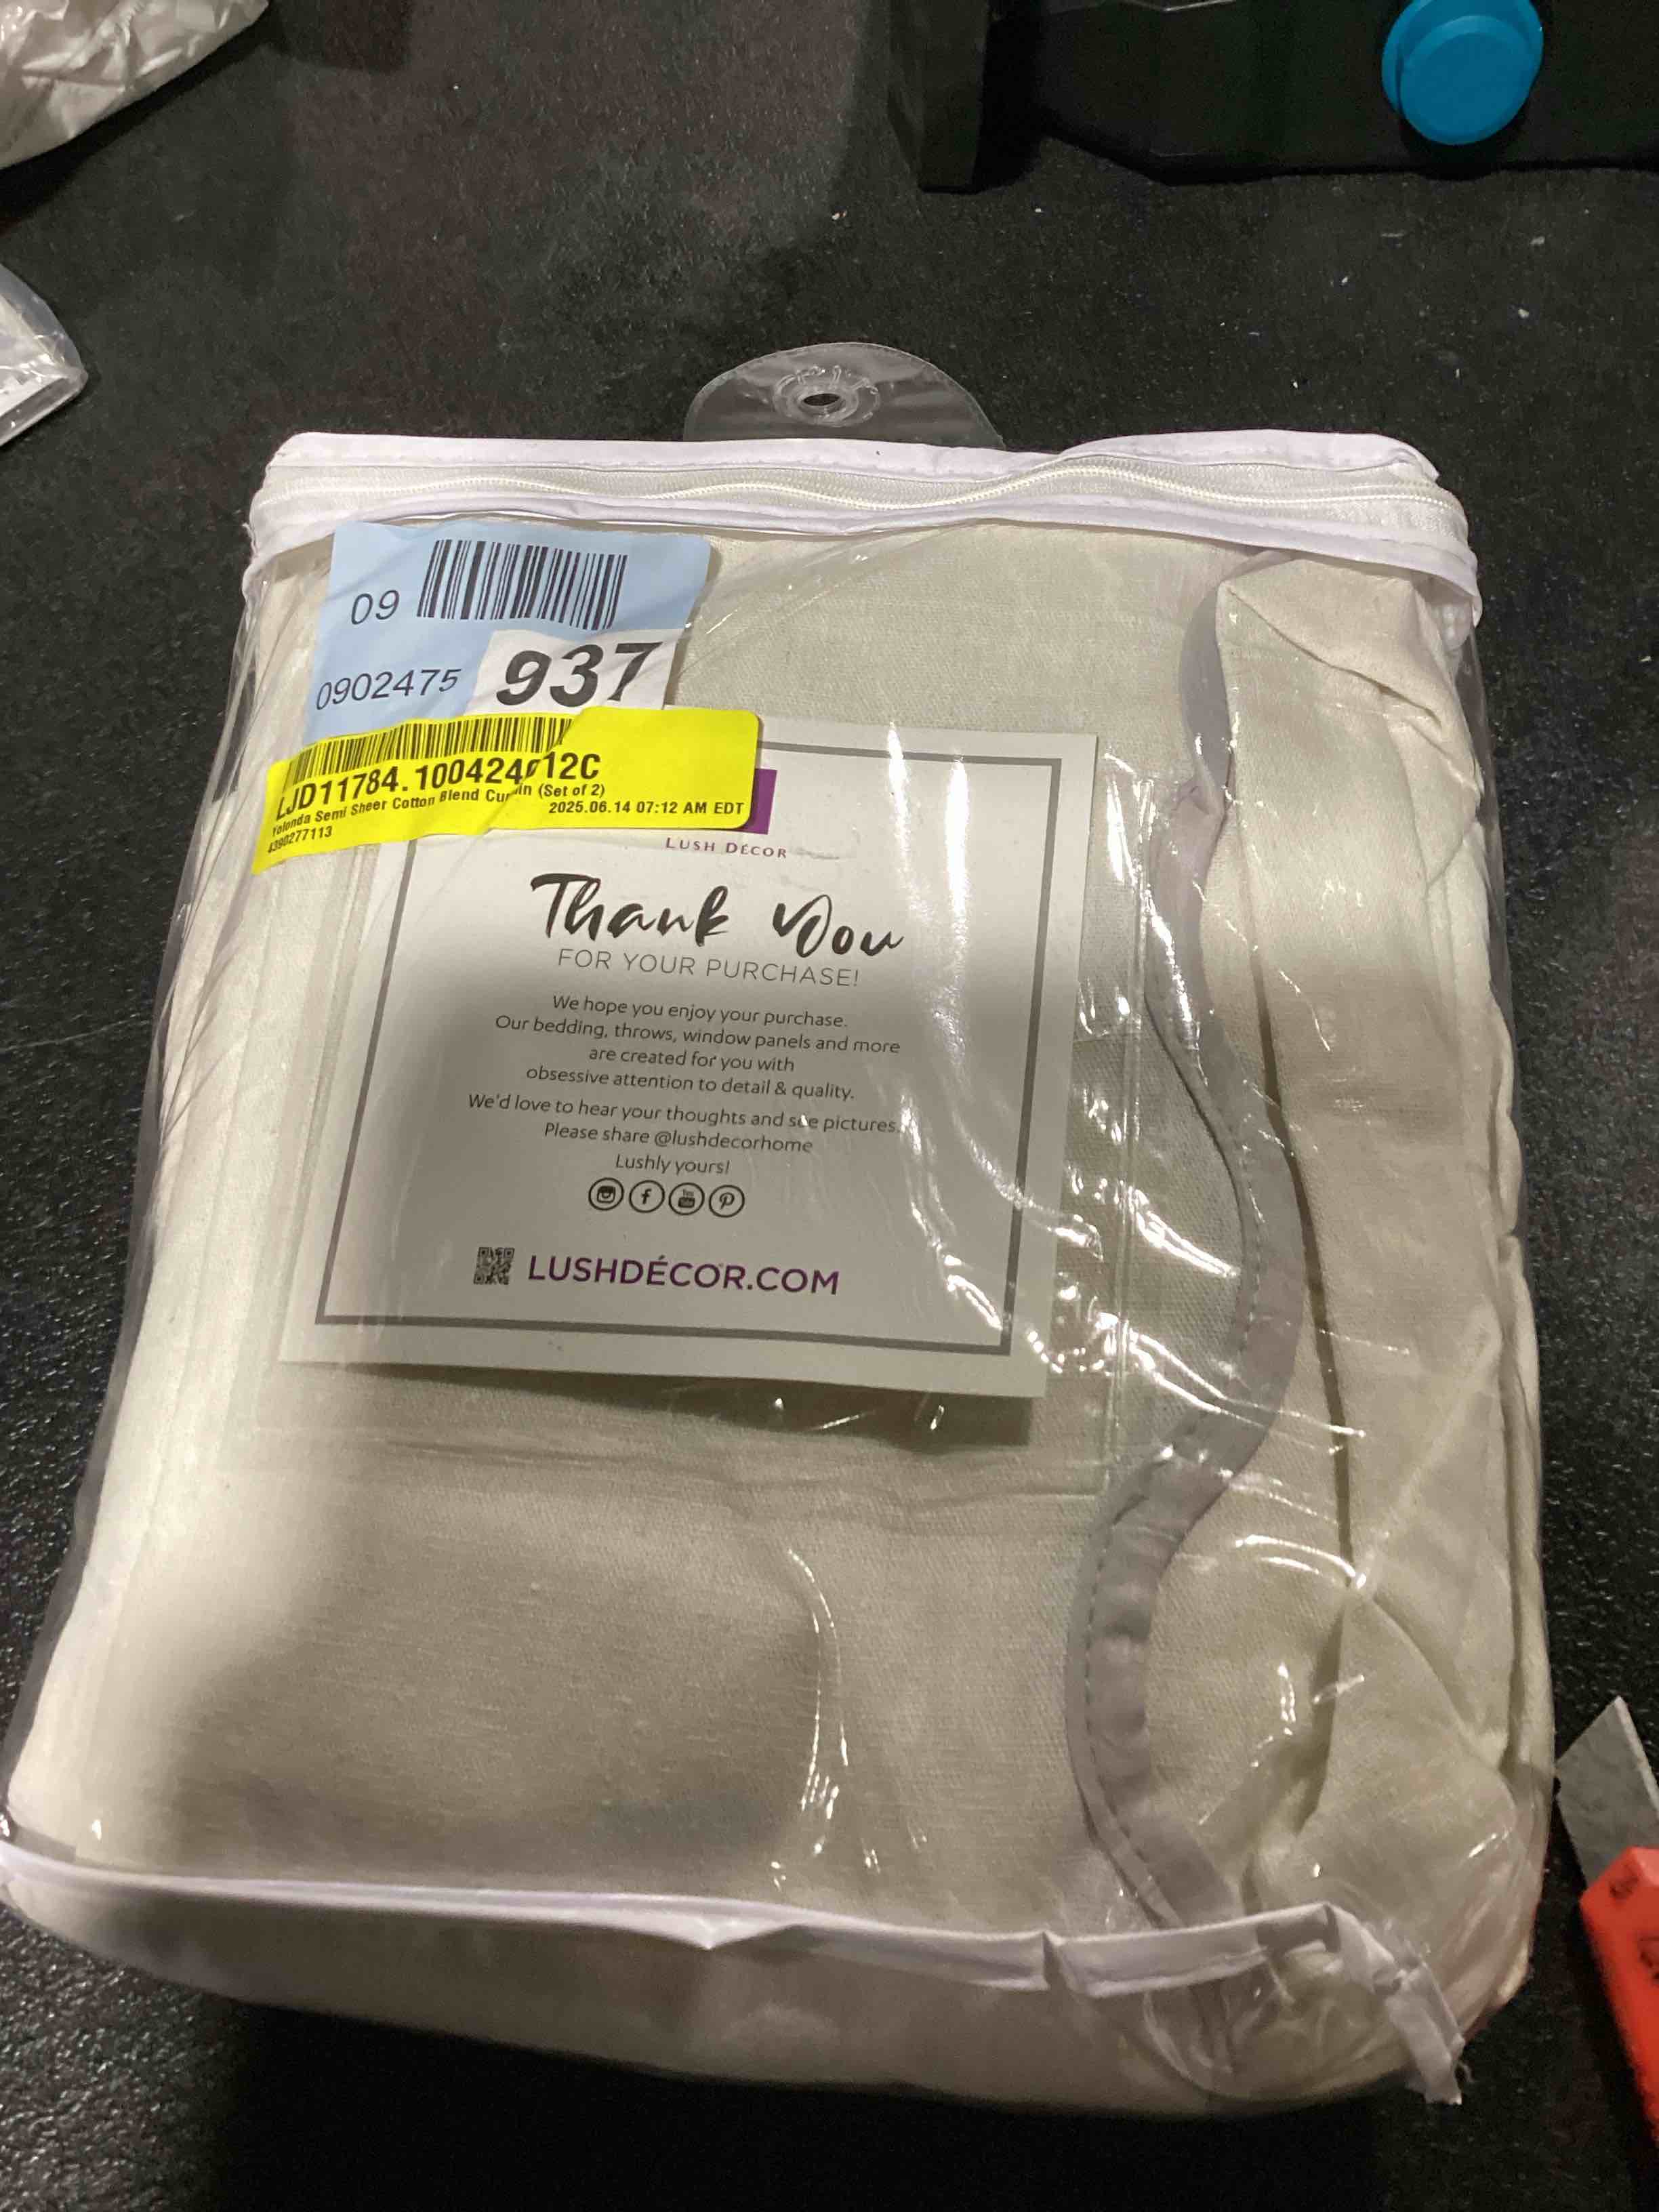 09
0902475
937
LJD11784.100424 12C
Yolonda Semi Sheer Cotton Blend Curtain (Set of 2)
2025.06.14 07:12 AM EDT
4390277113
LUSH DÉCOR
Thank You
FOR YOUR PURCHASE!
We hope you enjoy your purchase.
Our bedding, throws, window panels and more
are created for you with
obsessive attention to detail & quality.
We'd love to hear your thoughts and see pictures.
Please share @lushdecorhome
Lushly yours!
LUSHDÉCOR.COM